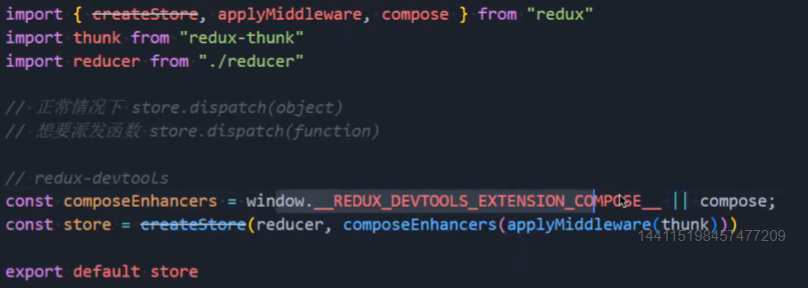 import { createStore, applyMiddleware, compose } from "redux"
import thunk from "redux-thunk"
import reducer from "./reducer"
// 正常情况下 store.dispatch(object)
// 想要派发函数 store.dispatch(function)
// redux-devtools
const composeEnhancers = window.__REDUX_DEVTOOLS_EXTENSION_COMPOSE__ || compose;
const store = createStore(reducer, composeEnhancers(applyMiddleware(thunk)))
144115198457477209
export default store